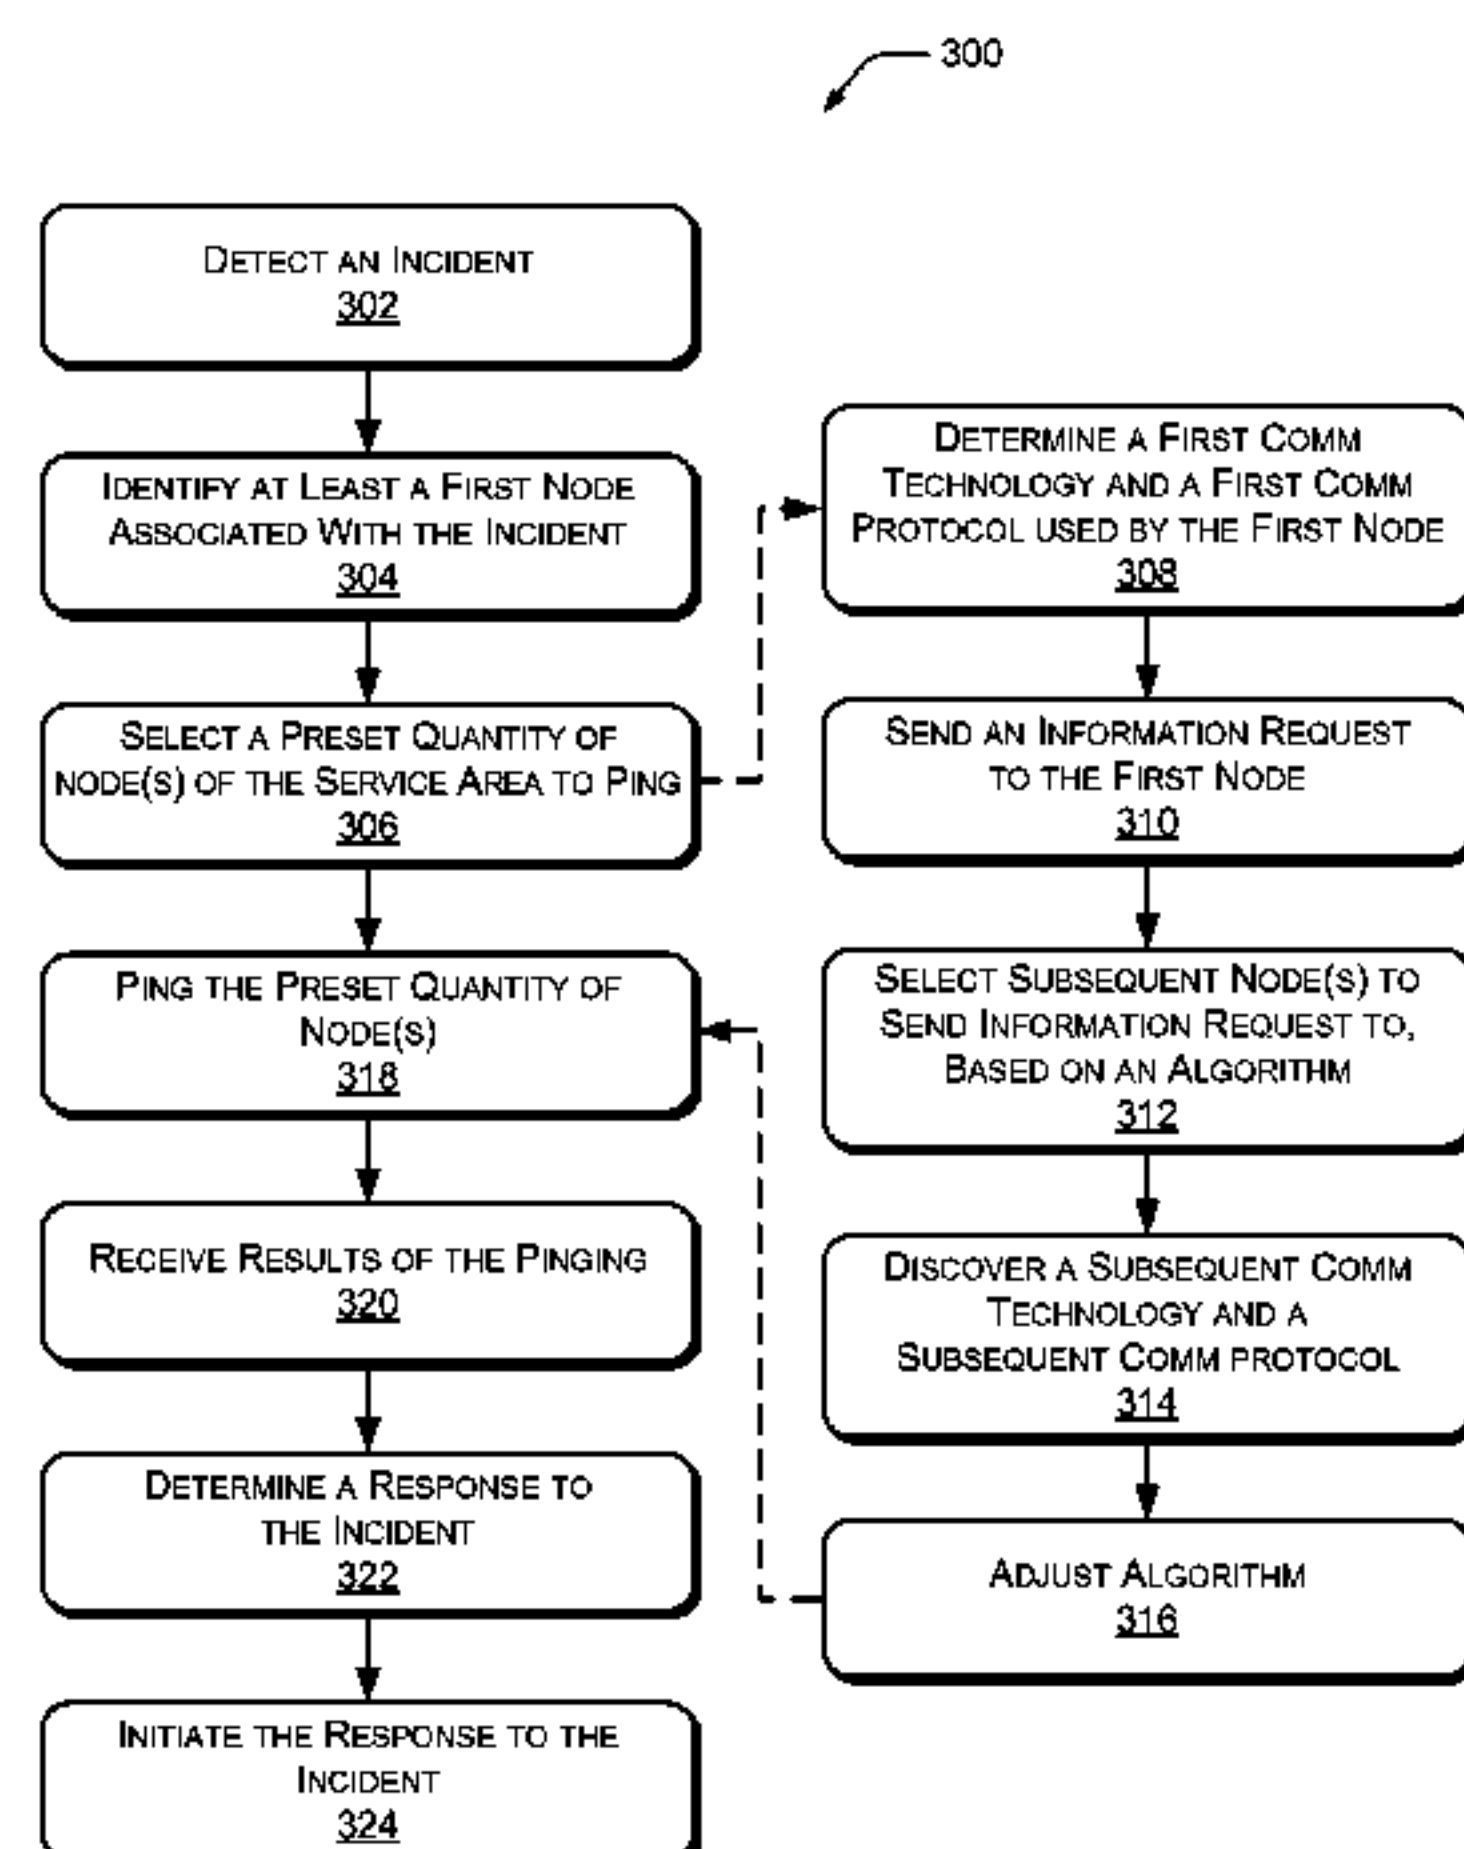 300
DETECT AN INCIDENT
302
IDENTIFY AT LEAST A FIRST NODE
ASSOCIATED WITH THE INCIDENT
304
SELECT A PRESET QUANTITY OF
NODE(S) OF THE SERVICE AREA TO PING
306
DETERMINE A FIRST COMM
TECHNOLOGY AND A FIRST COMM
PROTOCOL USED BY THE FIRST NODE
308
SEND AN INFORMATION REQUEST
TO THE FIRST NODE
310
SELECT SUBSEQUENT NODE(S) TO
SEND INFORMATION REQUEST TO,
BASED ON AN ALGORITHM
312
DISCOVER A SUBSEQUENT COMM
TECHNOLOGY AND A
SUBSEQUENT COMM PROTOCOL
314
ADJUST ALGORITHM
316
PING THE PRESET QUANTITY OF
NODE(S)
318
RECEIVE RESULTS OF THE PINGING
320
DETERMINE A RESPONSE TO
THE INCIDENT
322
INITIATE THE RESPONSE TO THE
INCIDENT
324